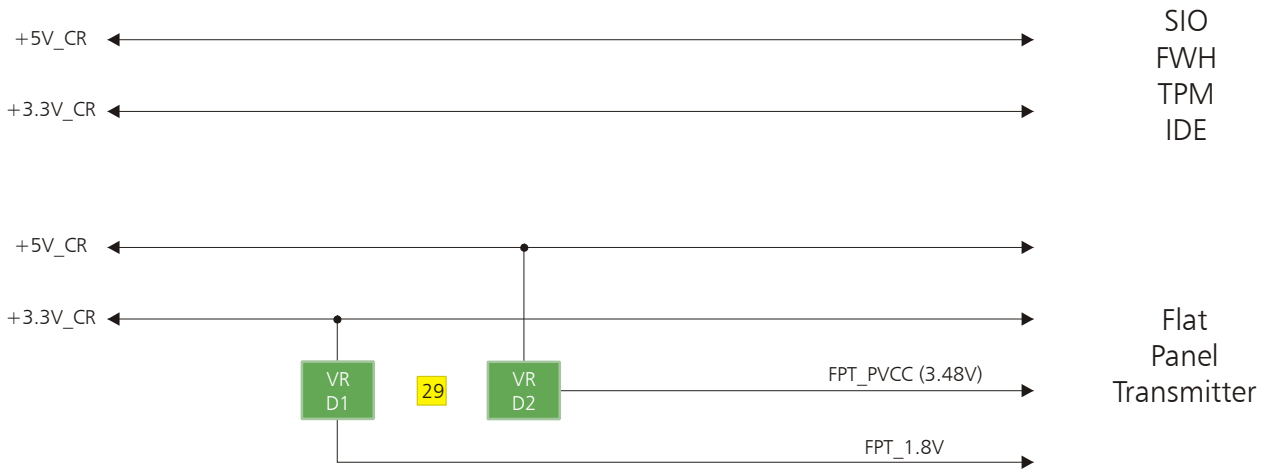 +5V_CR
+3.3V_CR
SIO
FWH
TPM
IDE
+5V_CR
+3.3V_CR
Flat
Panel
Transmitter
VR
D1
29
VR
D2
FPT_PVCC (3.48V)
FPT_1.8V